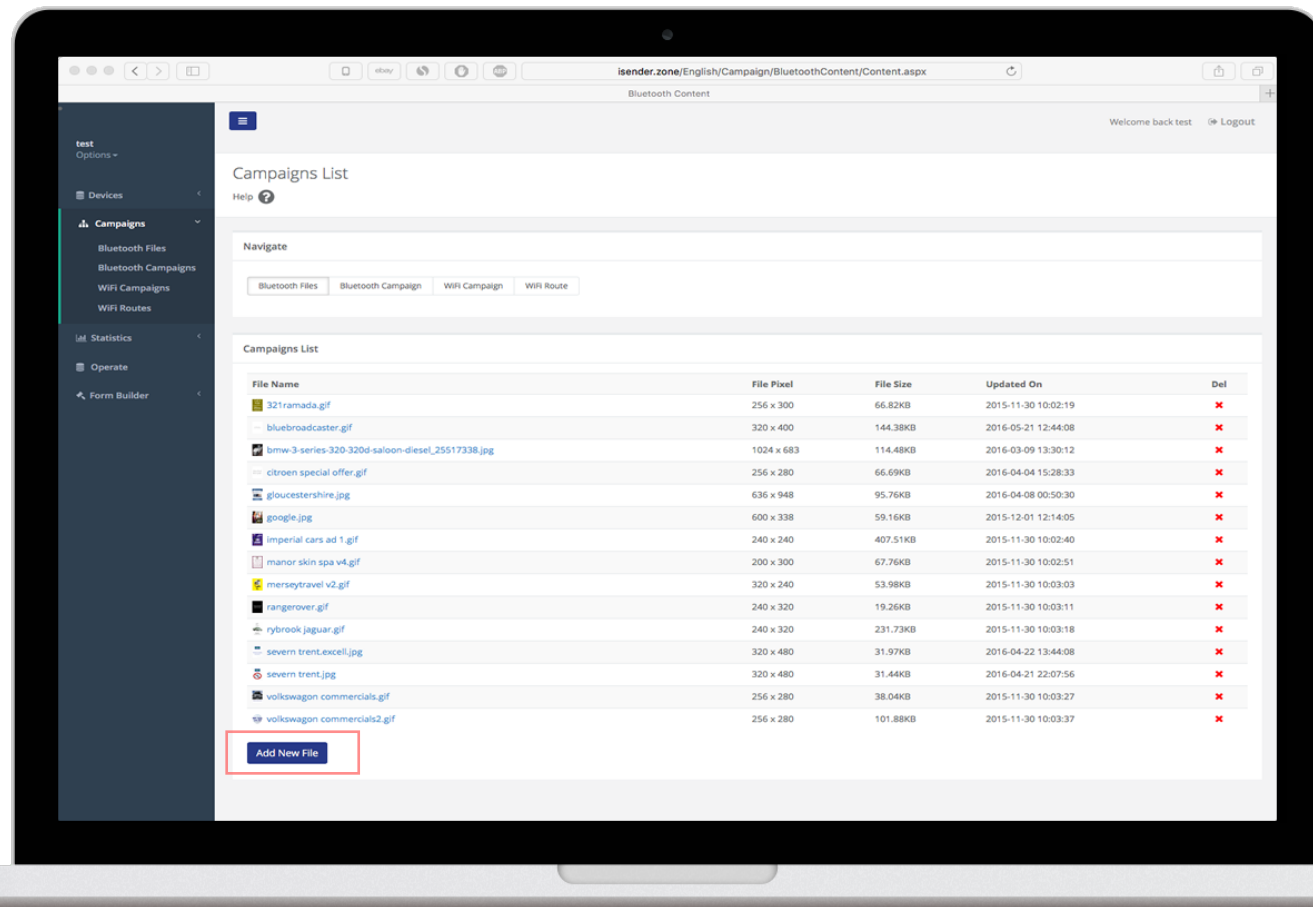 ebay
ABP
isender.zone/English/Campaign/BluetoothContent/Content.aspx
Bluetooth Content
test
Options
Welcome back test Logout
Campaigns List
Help ?
Devices
Campaigns
Bluetooth Files
Bluetooth Campaigns
WiFi Campaigns
WiFi Routes
Statistics
Operate
Form Builder
Navigate
Bluetooth Files Bluetooth Campaign WiFi Campaign WiFi Route
Campaigns List
File Name File Pixel File Size Updated On Del
321ramada.gif 256 x 300 66.82KB 2015-11-30 10:02:19
bluebroadcaster.gif 320 x 400 144.38KB 2016-05-21 12:44:08
bmw-3-series-320-320d-saloon-diesel_25517338.jpg 1024 x 683 114.48KB 2016-03-09 13:30:12
citroen special offer.gif 256 x 280 66.69KB 2016-04-04 15:28:33
gloucestershire.jpg 636 x 948 95.76KB 2016-04-08 00:50:30
google.jpg 600 x 338 59.16KB 2015-12-01 12:14:05
imperial cars ad 1.gif 240 x 240 407.51KB 2015-11-30 10:02:40
manor skin spa v4.gif 200 x 300 67.76KB 2015-11-30 10:02:51
merseytravel v2.gif 320 x 240 53.98KB 2015-11-30 10:03:03
rangerover.gif 240 x 320 19.26KB 2015-11-30 10:03:11
rybrook jaguar.gif 240 x 320 231.73KB 2015-11-30 10:03:18
severn trent.excell.jpg 320 x 480 31.97KB 2016-04-22 13:44:08
severn trent.jpg 320 x 480 31.44KB 2016-04-21 22:07:56
volkswagon commercials.gif 256 x 280 38.04KB 2015-11-30 10:03:27
volkswagon commercials2.gif 256 x 280 101.88KB 2015-11-30 10:03:37
Add New File